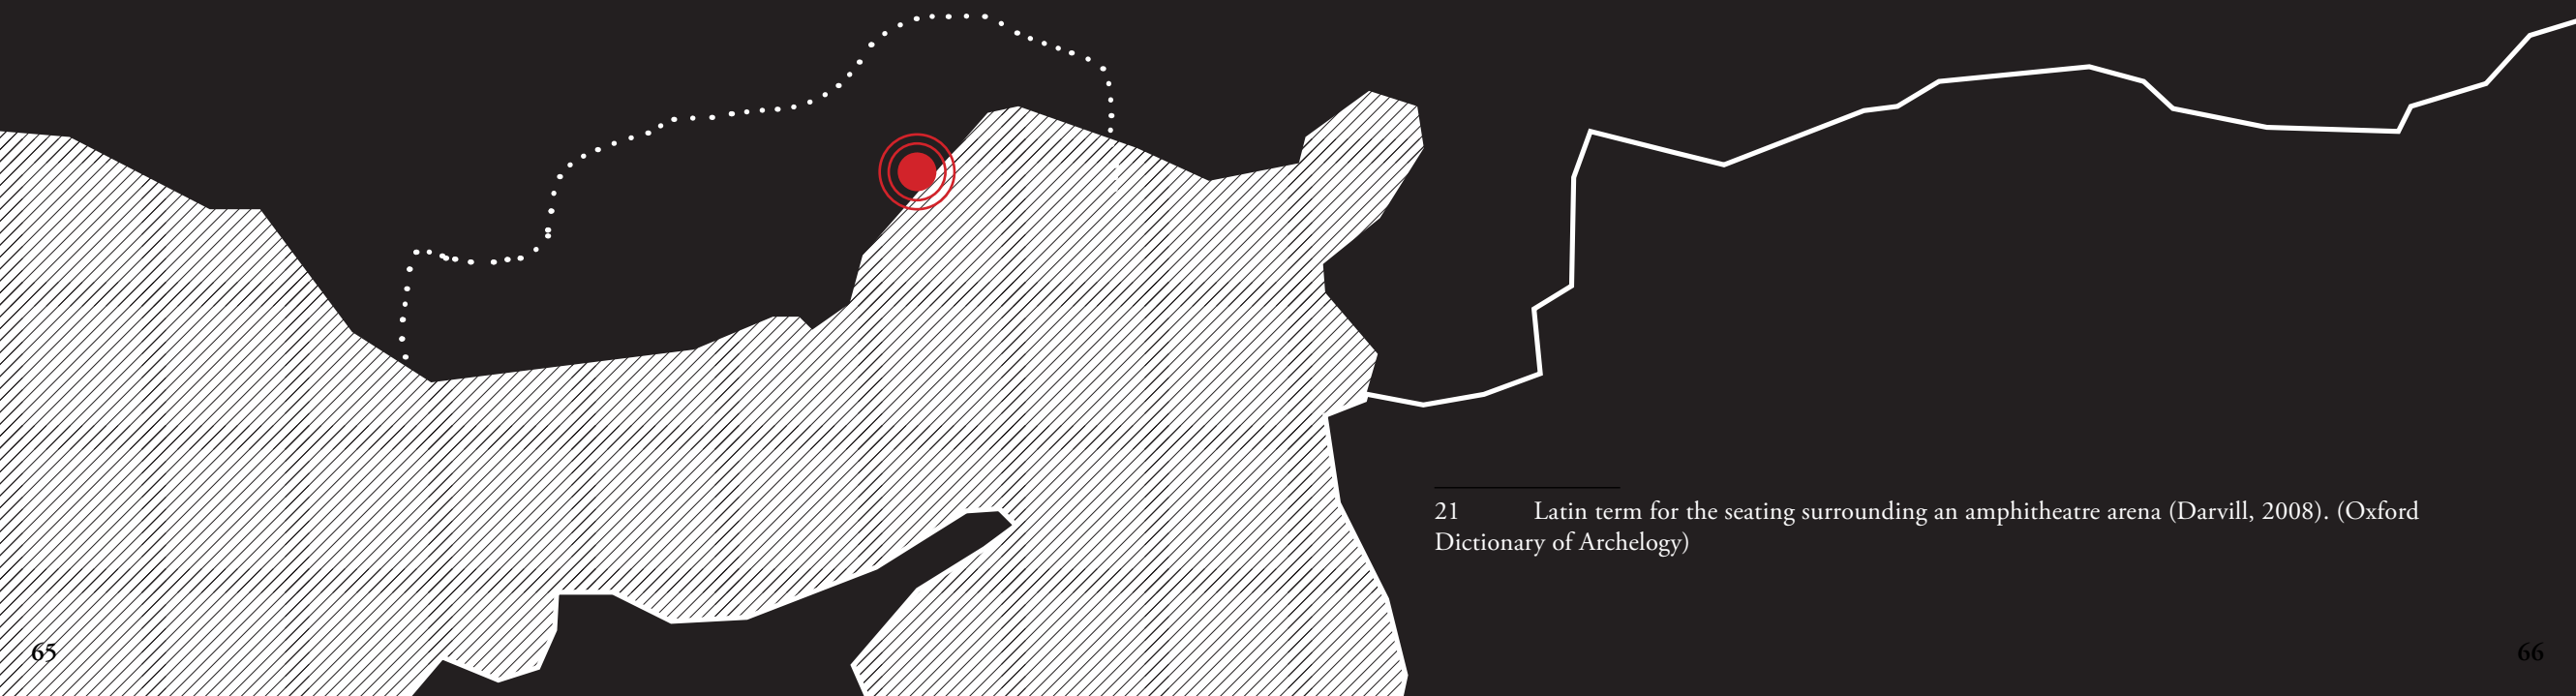 21 Latin term for the seating surrounding an amphitheatre arena (Darvill, 2008). (Oxford
Dictionary of Archelogy)
65
66